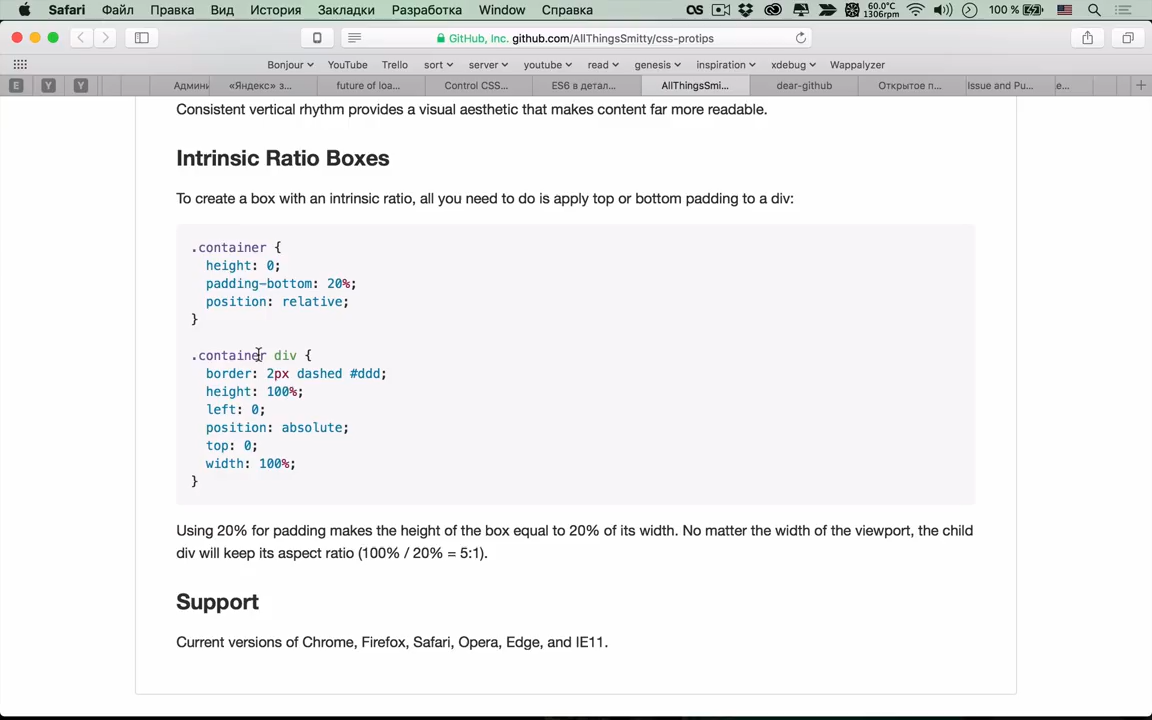 Safari Файл Правка Вид История Закладки Разработка Window Справка 60.0°C 1306rpm 100 %
GitHub, Inc. github.com/AllThingsSmitty/css-protips
Bonjour YouTube Trello sort server youtube read genesis inspiration xdebug Wappalyzer
E Y Y Админи «Яндекс» з... future of loa... Control CSS... ES6 в детал... AllThingsSmi... dear-github Открытое п... Issue and Pu... е...
Consistent vertical rhythm provides a visual aesthetic that makes content far more readable.
Intrinsic Ratio Boxes
To create a box with an intrinsic ratio, all you need to do is apply top or bottom padding to a div:
.container {
height: 0;
padding-bottom: 20%;
position: relative;
}
.container div {
border: 2px dashed #ddd;
height: 100%;
left: 0;
position: absolute;
top: 0;
width: 100%;
}
Using 20% for padding makes the height of the box equal to 20% of its width. No matter the width of the viewport, the child
div will keep its aspect ratio (100% / 20% = 5:1).
Support
Current versions of Chrome, Firefox, Safari, Opera, Edge, and IE11.